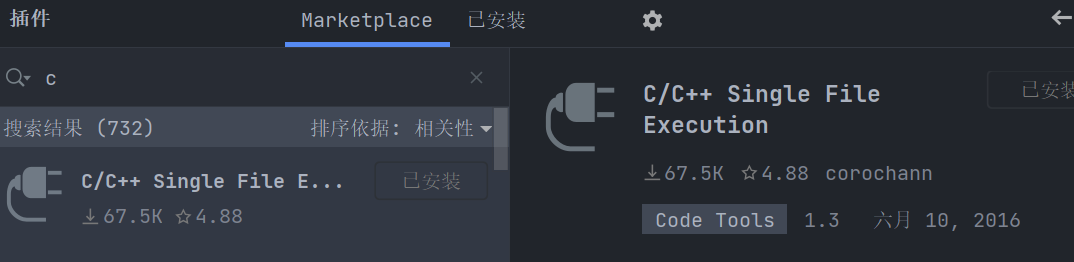 插件 Marketplace 已安装
c
搜索结果 (732) 排序依据: 相关性
C/C++ Single File E... 已安装
67.5K 4.88
C/C++ Single File 已安装
Execution
67.5K 4.88 corochann
Code Tools 1.3 六月 10, 2016